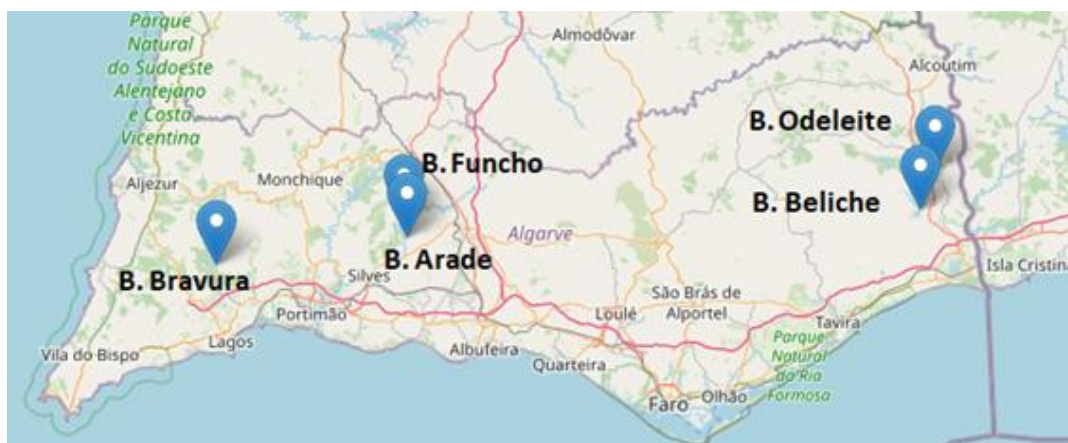 Parque
Natural
do Sudoeste
Alentejano
e Costa
Vicentina
Almodôvar
Alcoutim
B. Odeleite
B. Funcho
Aljezur
Monchique
B. Beliche
Algarve
B. Arade
B. Bravura
Silves
Isla Cristina
Portimão
Loulé
São Brás de
Alportel
Tavira
Lagos
Albufeira
Quarteira
Parque
Natural
da Ria
Formosa
Vila do Bispo
Faro
Olhão